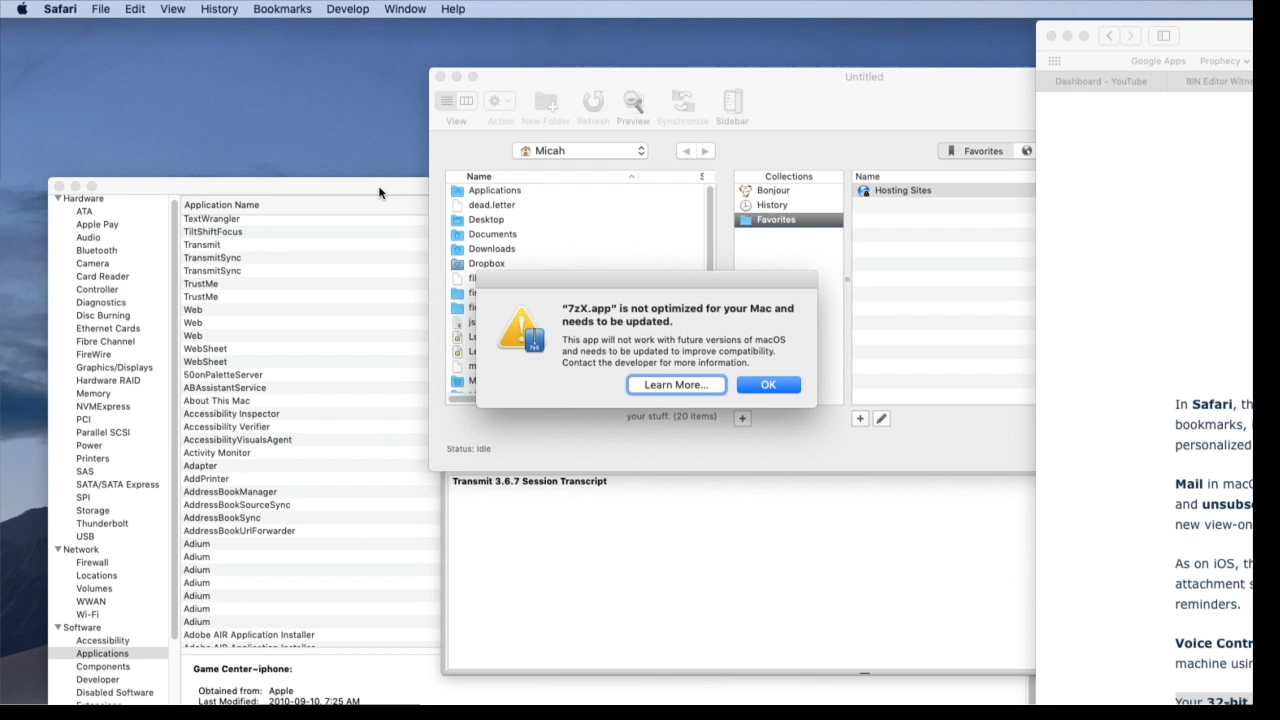 Safari File Edit View History Bookmarks Develop Window Help
Untitled
View Action New Folder Refresh Preview Synchronize Sidebar
Micah
Favorites
Name
Applications
dead.letter
Desktop
Documents
Downloads
Dropbox
Collections
Bonjour
History
Favorites
Name
Hosting Sites
"7zX.app" is not optimized for your Mac and
needs to be updated.
This app will not work with future versions of macOS
and needs to be updated to improve compatibility.
Contact the developer for more information.
Learn More...
OK
your stuff. (20 items)
Status: Idle
Transmit 3.6.7 Session Transcript
Hardware
ATA
Apple Pay
Audio
Bluetooth
Camera
Card Reader
Controller
Diagnostics
Disc Burning
Ethernet Cards
Fibre Channel
FireWire
Graphics/Displays
Hardware RAID
Memory
NVMExpress
PCI
Parallel SCSI
Power
Printers
SAS
SATA/SATA Express
SPI
Storage
Thunderbolt
USB
Network
Firewall
Locations
Volumes
WWAN
Wi-Fi
Software
Accessibility
Applications
Components
Developer
Disabled Software
Application Name
TextWrangler
TiltShiftFocus
Transmit
TransmitSync
TransmitSync
TrustMe
TrustMe
Web
Web
Web
WebSheet
WebSheet
50onPaletteServer
ABAssistantService
About This Mac
Accessibility Inspector
Accessibility Verifier
AccessibilityVisualsAgent
Activity Monitor
Adapter
AddPrinter
AddressBookManager
AddressBookSourceSync
AddressBookSync
AddressBookUrlForwarder
Adium
Adium
Adium
Adium
Adium
Adium
Adium
Adobe AIR Application Installer
Game Center~iphone:
Obtained from: Apple
Last Modified: 2010-09-10, 7:25 AM
Google Apps Prophecy
Dashboard - YouTube BIN Editor Witne
In Safari, th
bookmarks,
personalized
Mail in mac
and unsubs
new view-on
As on iOS, th
attachment s
reminders.
Voice Contr
machine usin
Your 32-bit